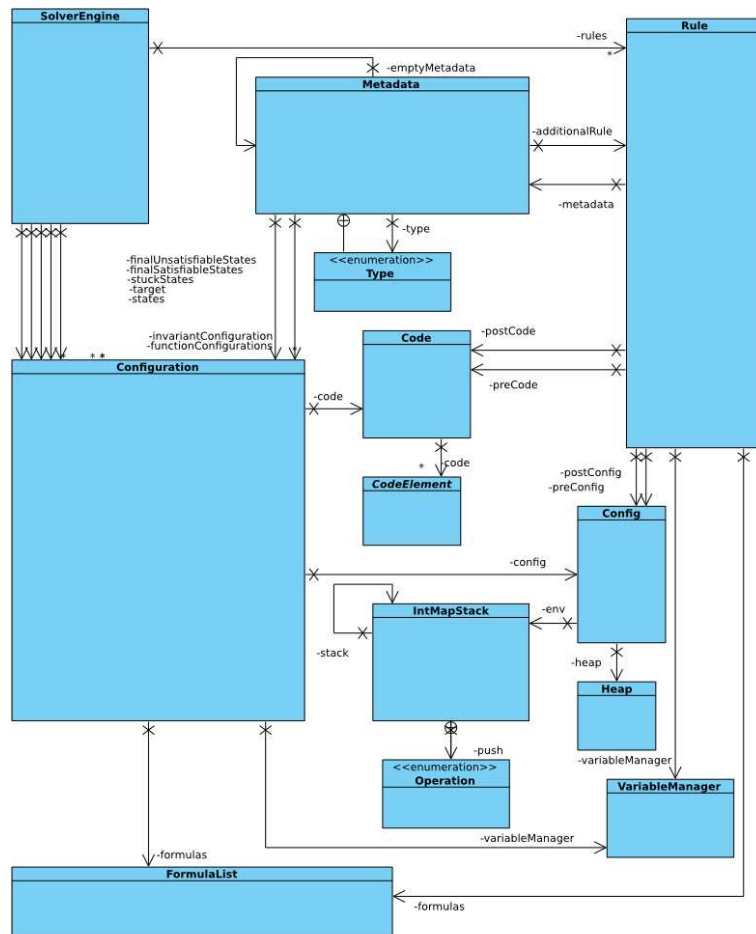 SolverEngine
Rule
-rules
*
-emptyMetadata
Metadata
-additionalRule
-metadata
-type
-finalUnsatisfiableStates
-finalSatisfiableStates
-stuckStates
-target
-states
<<enumeration>>
Type
-invariantConfiguration
-functionConfigurations
*
* * * *
Configuration
Code
-postCode
-preCode
-code
* -code
CodeElement
-postConfig
-preConfig
Config
-config
IntMapStack
-env
-stack
-heap
Heap
-push
<<enumeration>>
Operation
-variableManager
VariableManager
-variableManager
-formulas
FormulaList
-formulas